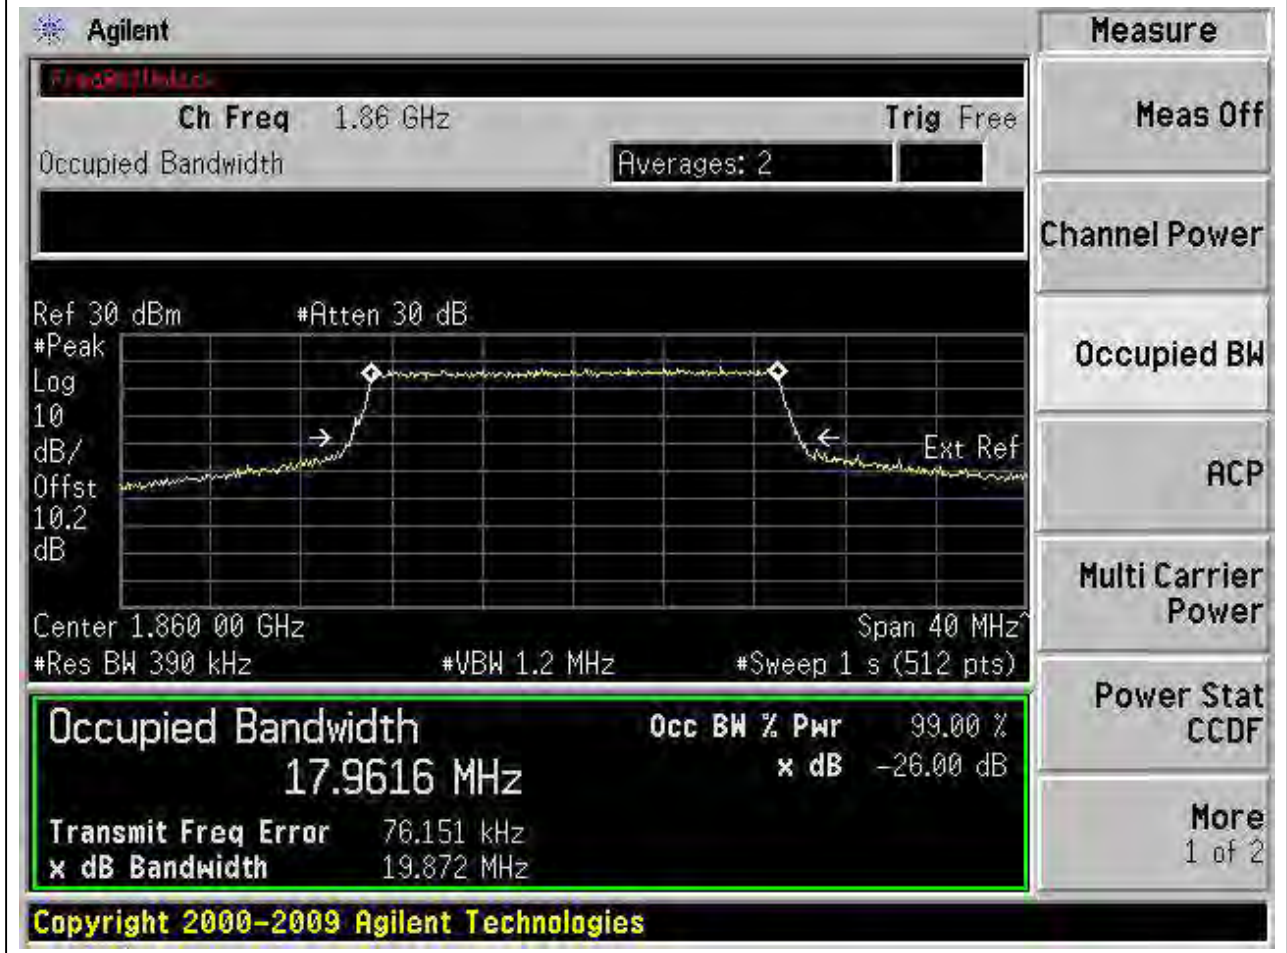 Agilent
Measure
Ch Freq 1.86 GHz Trig Free
Meas Off
Occupied Bandwidth Averages: 2
Channel Power
Ref 30 dBm #Atten 30 dB
#Peak
Log
10
dB/
Offst
10.2
dB
Ext Ref
Occupied BW
ACP
Center 1.860 00 GHz Span 40 MHz^
#Res BW 390 kHz #VBW 1.2 MHz #Sweep 1 s (512 pts)
Multi Carrier
Power
Occupied Bandwidth Occ BW % Pwr 99.00 %
17.9616 MHz x dB -26.00 dB
Transmit Freq Error 76.151 kHz
x dB Bandwidth 19.872 MHz
Power Stat
CCDF
More
1 of 2
Copyright 2000-2009 Agilent Technologies